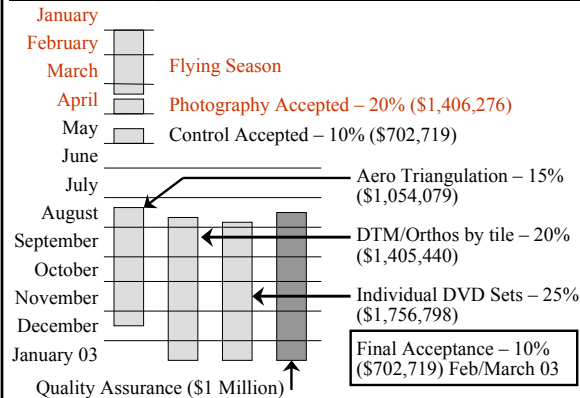 January
February
March
Flying Season
April
Photography Accepted – 20% ($1,406,276)
May
Control Accepted – 10% ($702,719)
June
July
Aero Triangulation – 15%
($1,054,079)
August
September
DTM/Orthos by tile – 20%
($1,405,440)
October
November
Individual DVD Sets – 25%
($1,756,798)
December
January 03
Final Acceptance – 10%
($702,719) Feb/March 03
Quality Assurance ($1 Million)